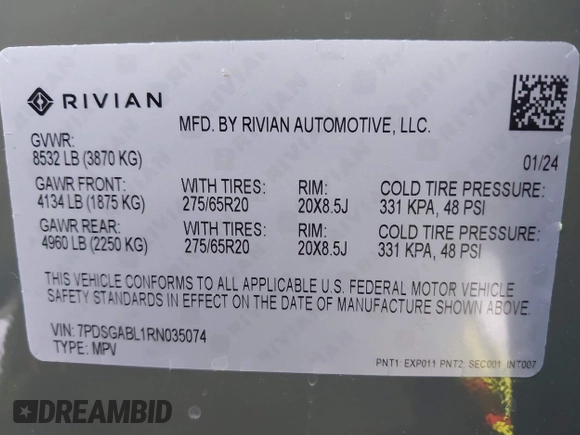 RIVIAN
MFD. BY RIVIAN AUTOMOTIVE, LLC.
GVWR:
8532 LB (3870 KG)
01/24
GAWR FRONT: WITH TIRES: RIM: COLD TIRE PRESSURE:
4134 LB (1875 KG) 275/65R20 20X8.5J 331 KPA, 48 PSI
GAWR REAR: WITH TIRES: RIM: COLD TIRE PRESSURE:
4960 LB (2250 KG) 275/65R20 20X8.5J 331 KPA, 48 PSI
THIS VEHICLE CONFORMS TO ALL APPLICABLE U.S. FEDERAL MOTOR VEHICLE
SAFETY STANDARDS IN EFFECT ON THE DATE OF MANUFACTURE SHOWN ABOVE.
VIN: 7PDSGABL1RN035074
TYPE: MPV
PNT1: EXP011 PNT2: SEC001 INT007
DREAMBID